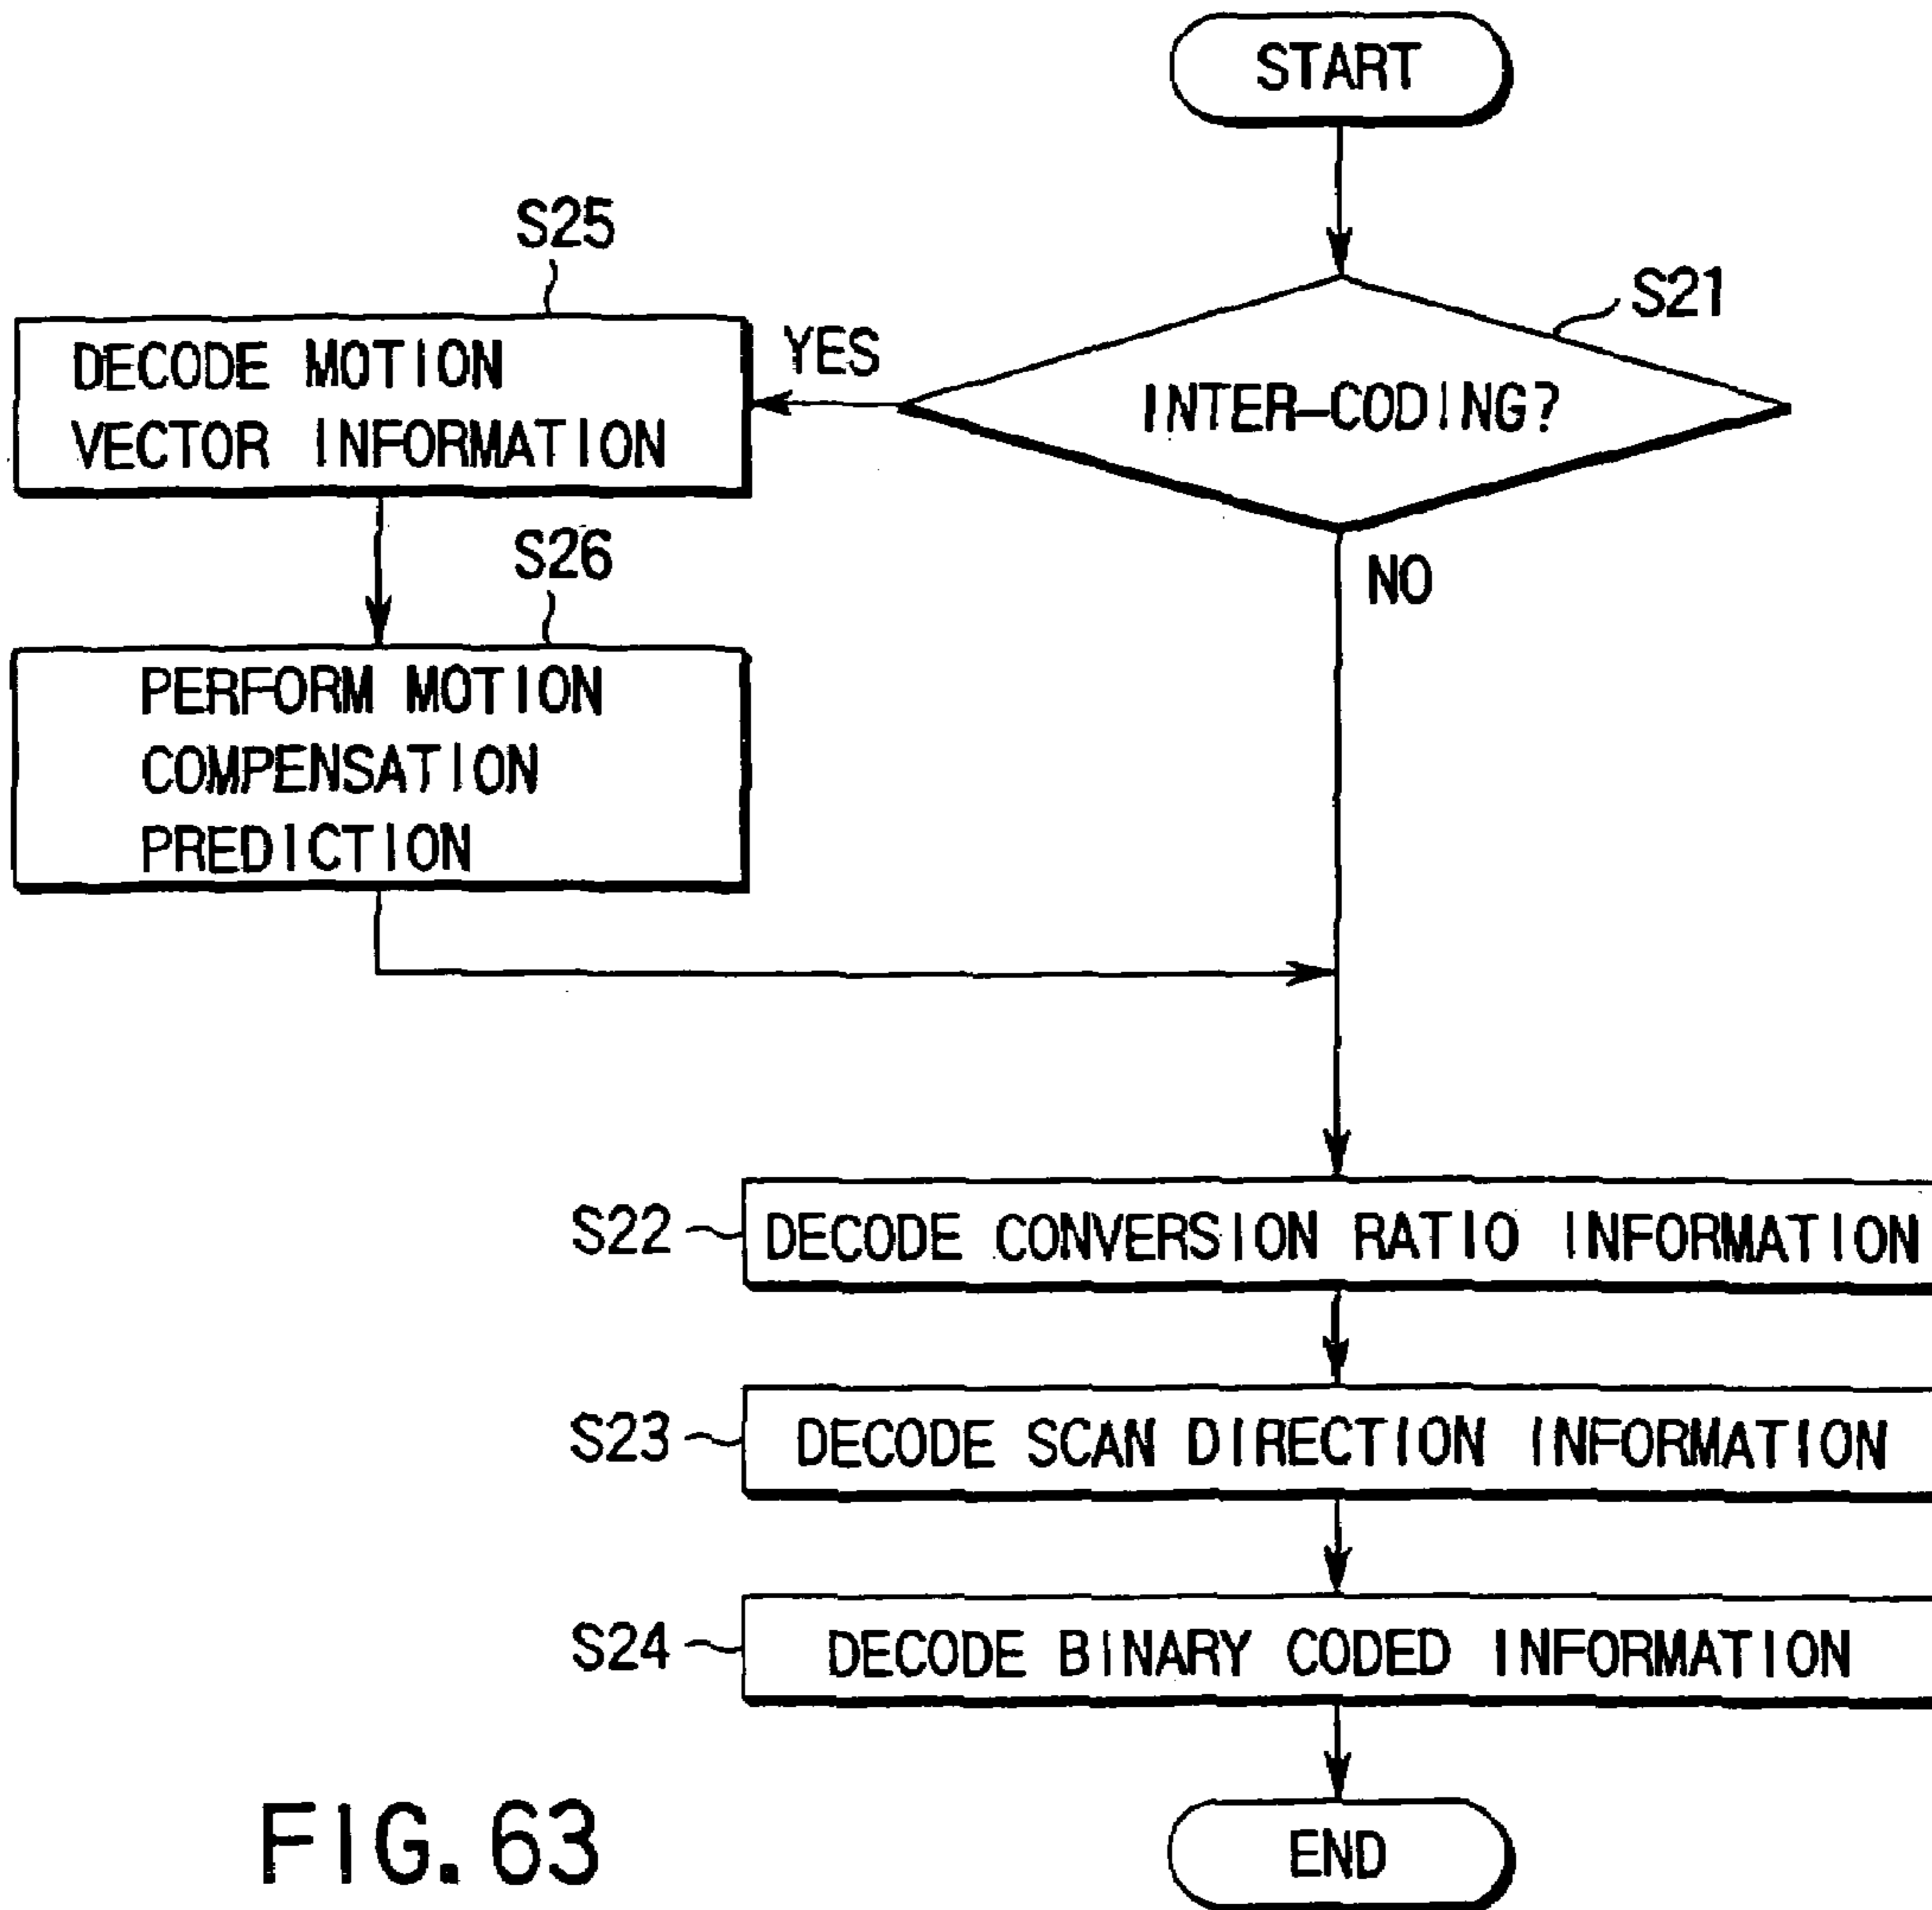 START
S21
INTER-CODING?
YES
NO
S25
DECODE MOTION
VECTOR INFORMATION
S26
PERFORM MOTION
COMPENSATION
PREDICTION
S22
DECODE CONVERSION RATIO INFORMATION
S23
DECODE SCAN DIRECTION INFORMATION
S24
DECODE BINARY CODED INFORMATION
END
FIG. 63